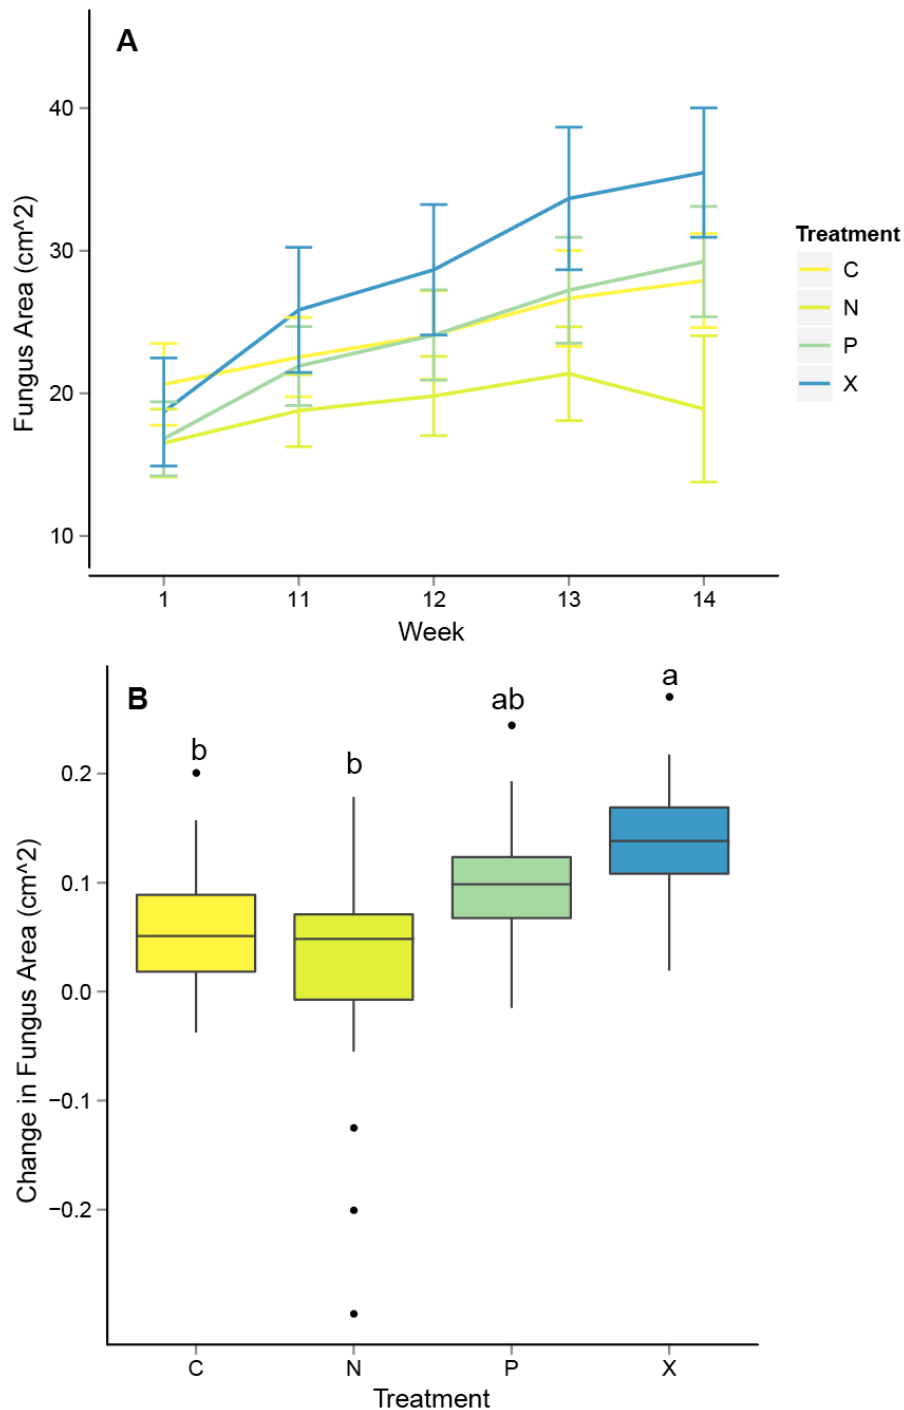 A
40
30
20
10
Fungus Area (cm^2)
1 11 12 13 14
Week
Treatment
C
N
P
X
B
b b ab a
0.2
0.1
0.0
−0.1
−0.2
Change in Fungus Area (cm^2)
C N P X
Treatment